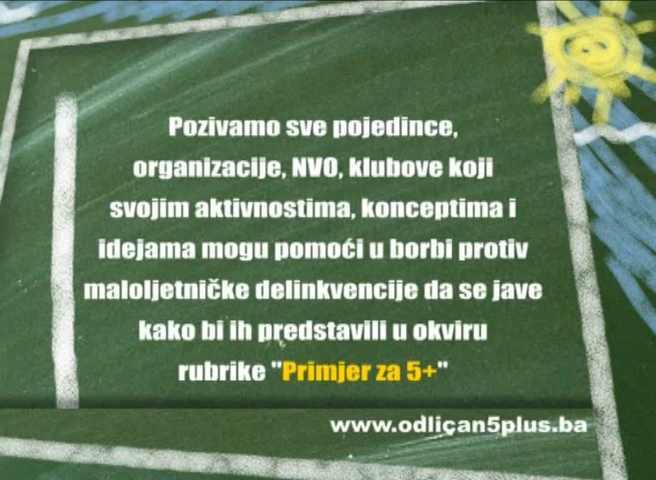 Pozivamo sve pojedince,
organizacije, NVO, klubove koji
svojim aktivnostima, konceptima i
idejama mogu pomoći u borbi protiv
maloljetničke delinkvencije da se jave
kako bi ih predstavili u okviru
rubrike "Primjer za 5+"
www.odliçan5plus.ba